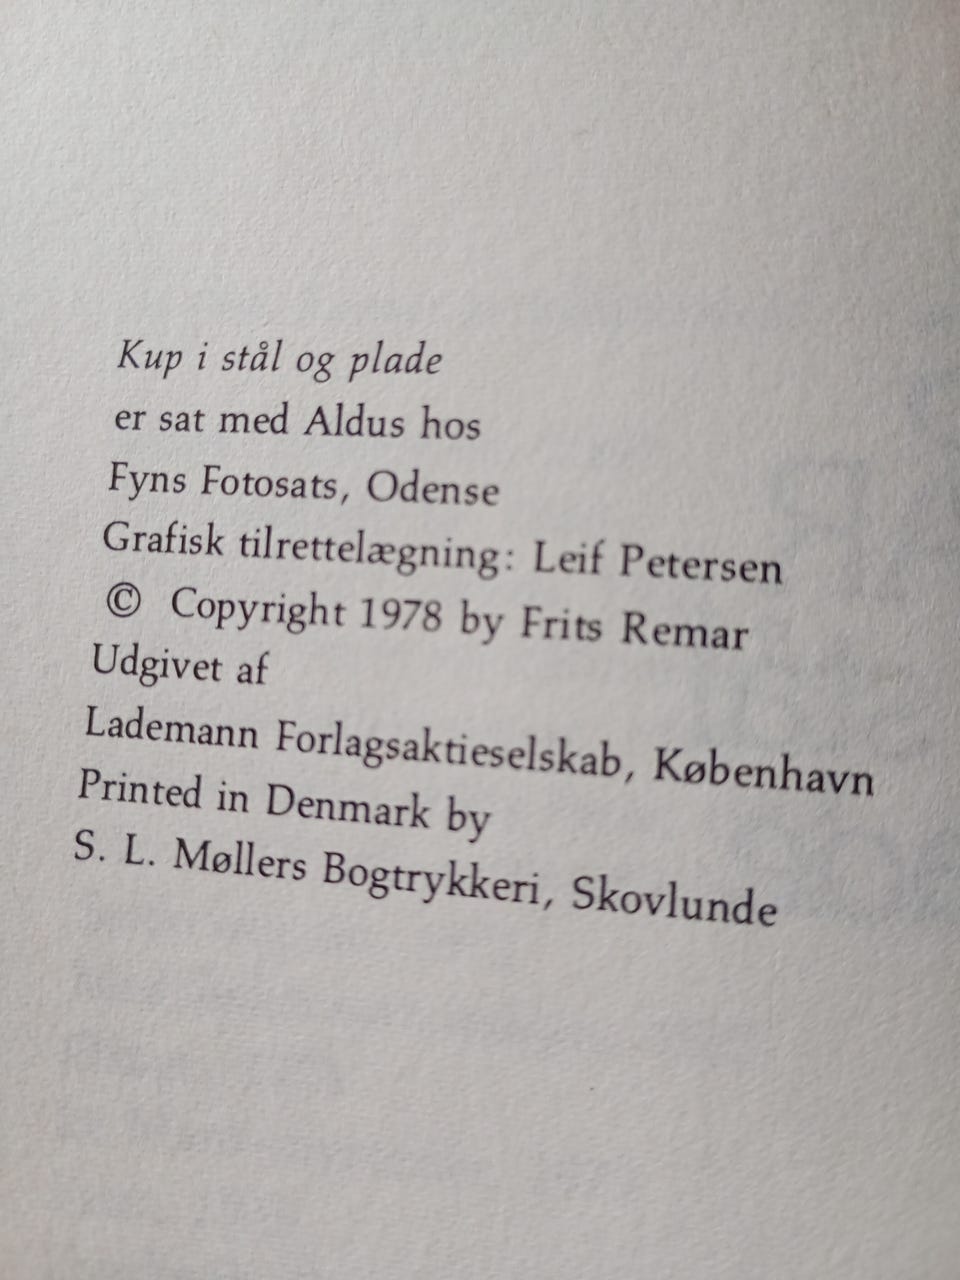 Kup i stål og plade
er sat med Aldus hos
Fyns Fotosats, Odense
Grafisk tilrettelægning: Leif Petersen
© Copyright 1978 by Frits Remar
Udgivet af
Lademann Forlagsaktieselskab, København
Printed in Denmark by
S. L. Møllers Bogtrykkeri, Skovlunde